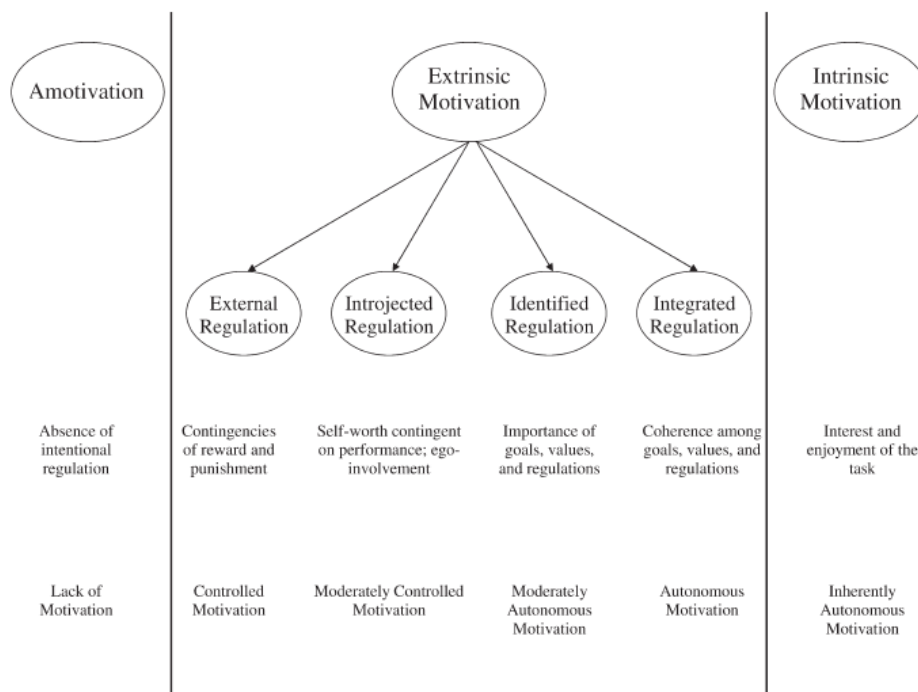 Amotivation
Extrinsic
Motivation
Intrinsic
Motivation
External
Regulation
Introjected
Regulation
Identified
Regulation
Integrated
Regulation
Absence of
intentional
regulation
Contingencies
of reward and
punishment
Self-worth contingent
on performance; ego-
involvement
Importance of
goals, values,
and regulations
Coherence among
goals, values, and
regulations
Interest and
enjoyment of the
task
Lack of
Motivation
Controlled
Motivation
Moderately Controlled
Motivation
Moderately
Autonomous
Motivation
Autonomous
Motivation
Inherently
Autonomous
Motivation